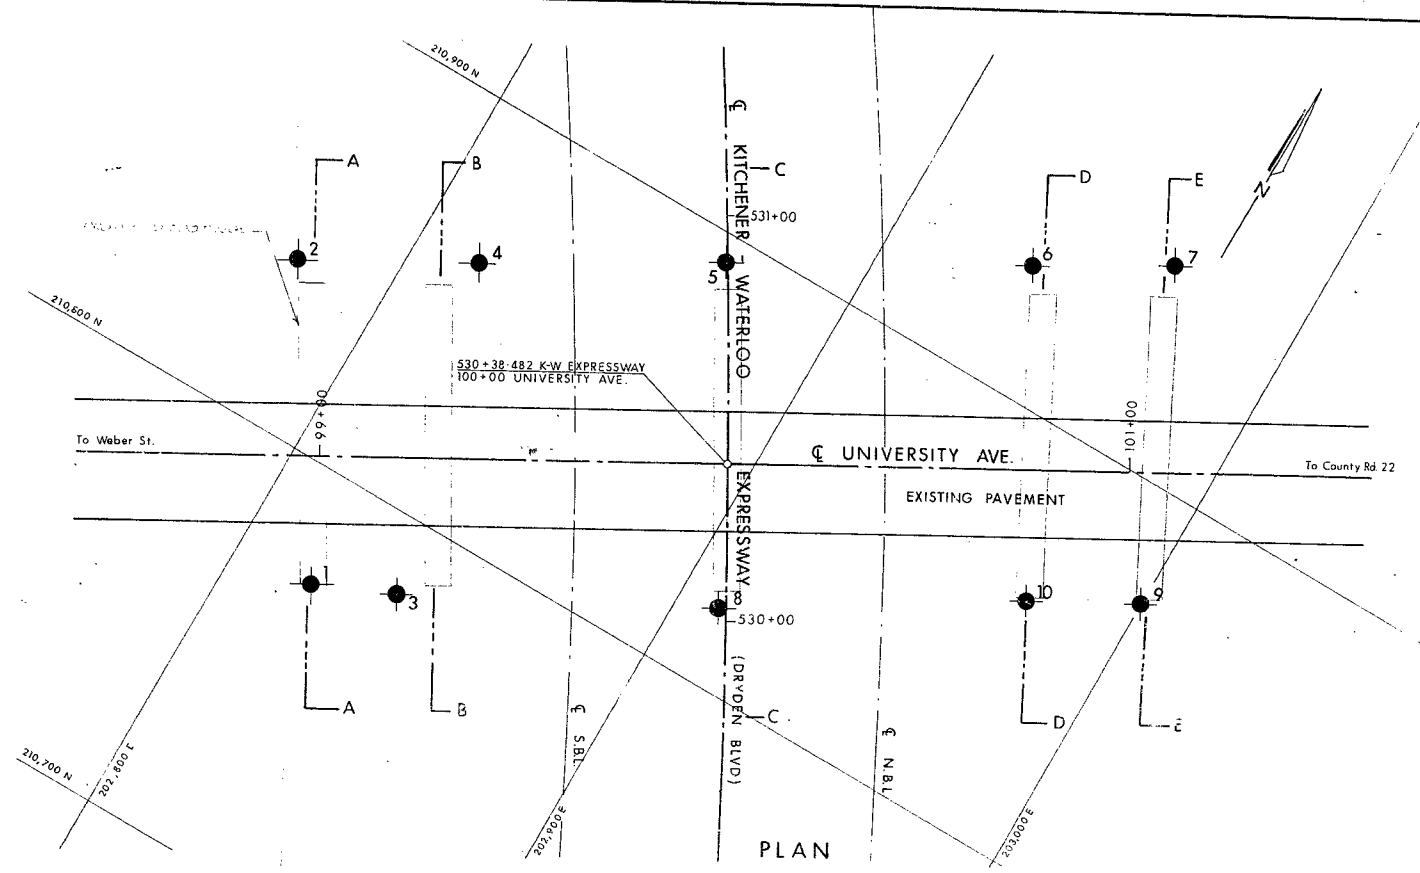 210,900 N
A
B
℄ KITCHENER - WATERLOO EXPRESSWAY (DRYDEN BLVD)
C
D
E
N
531+00
2
4
5
6
7
210,800 N
530+38·482 K-W EXPRESSWAY
100+00 UNIVERSITY AVE.
99+00
101+00
To Weber St.
℄ UNIVERSITY AVE.
To County Rd. 22
EXISTING PAVEMENT
1
3
8
10
9
530+00
A
B
C
D
E
℄ S.B.L.
℄ N.B.L
210,700 N
202,800 E
202,900 E
203,000 E
PLAN